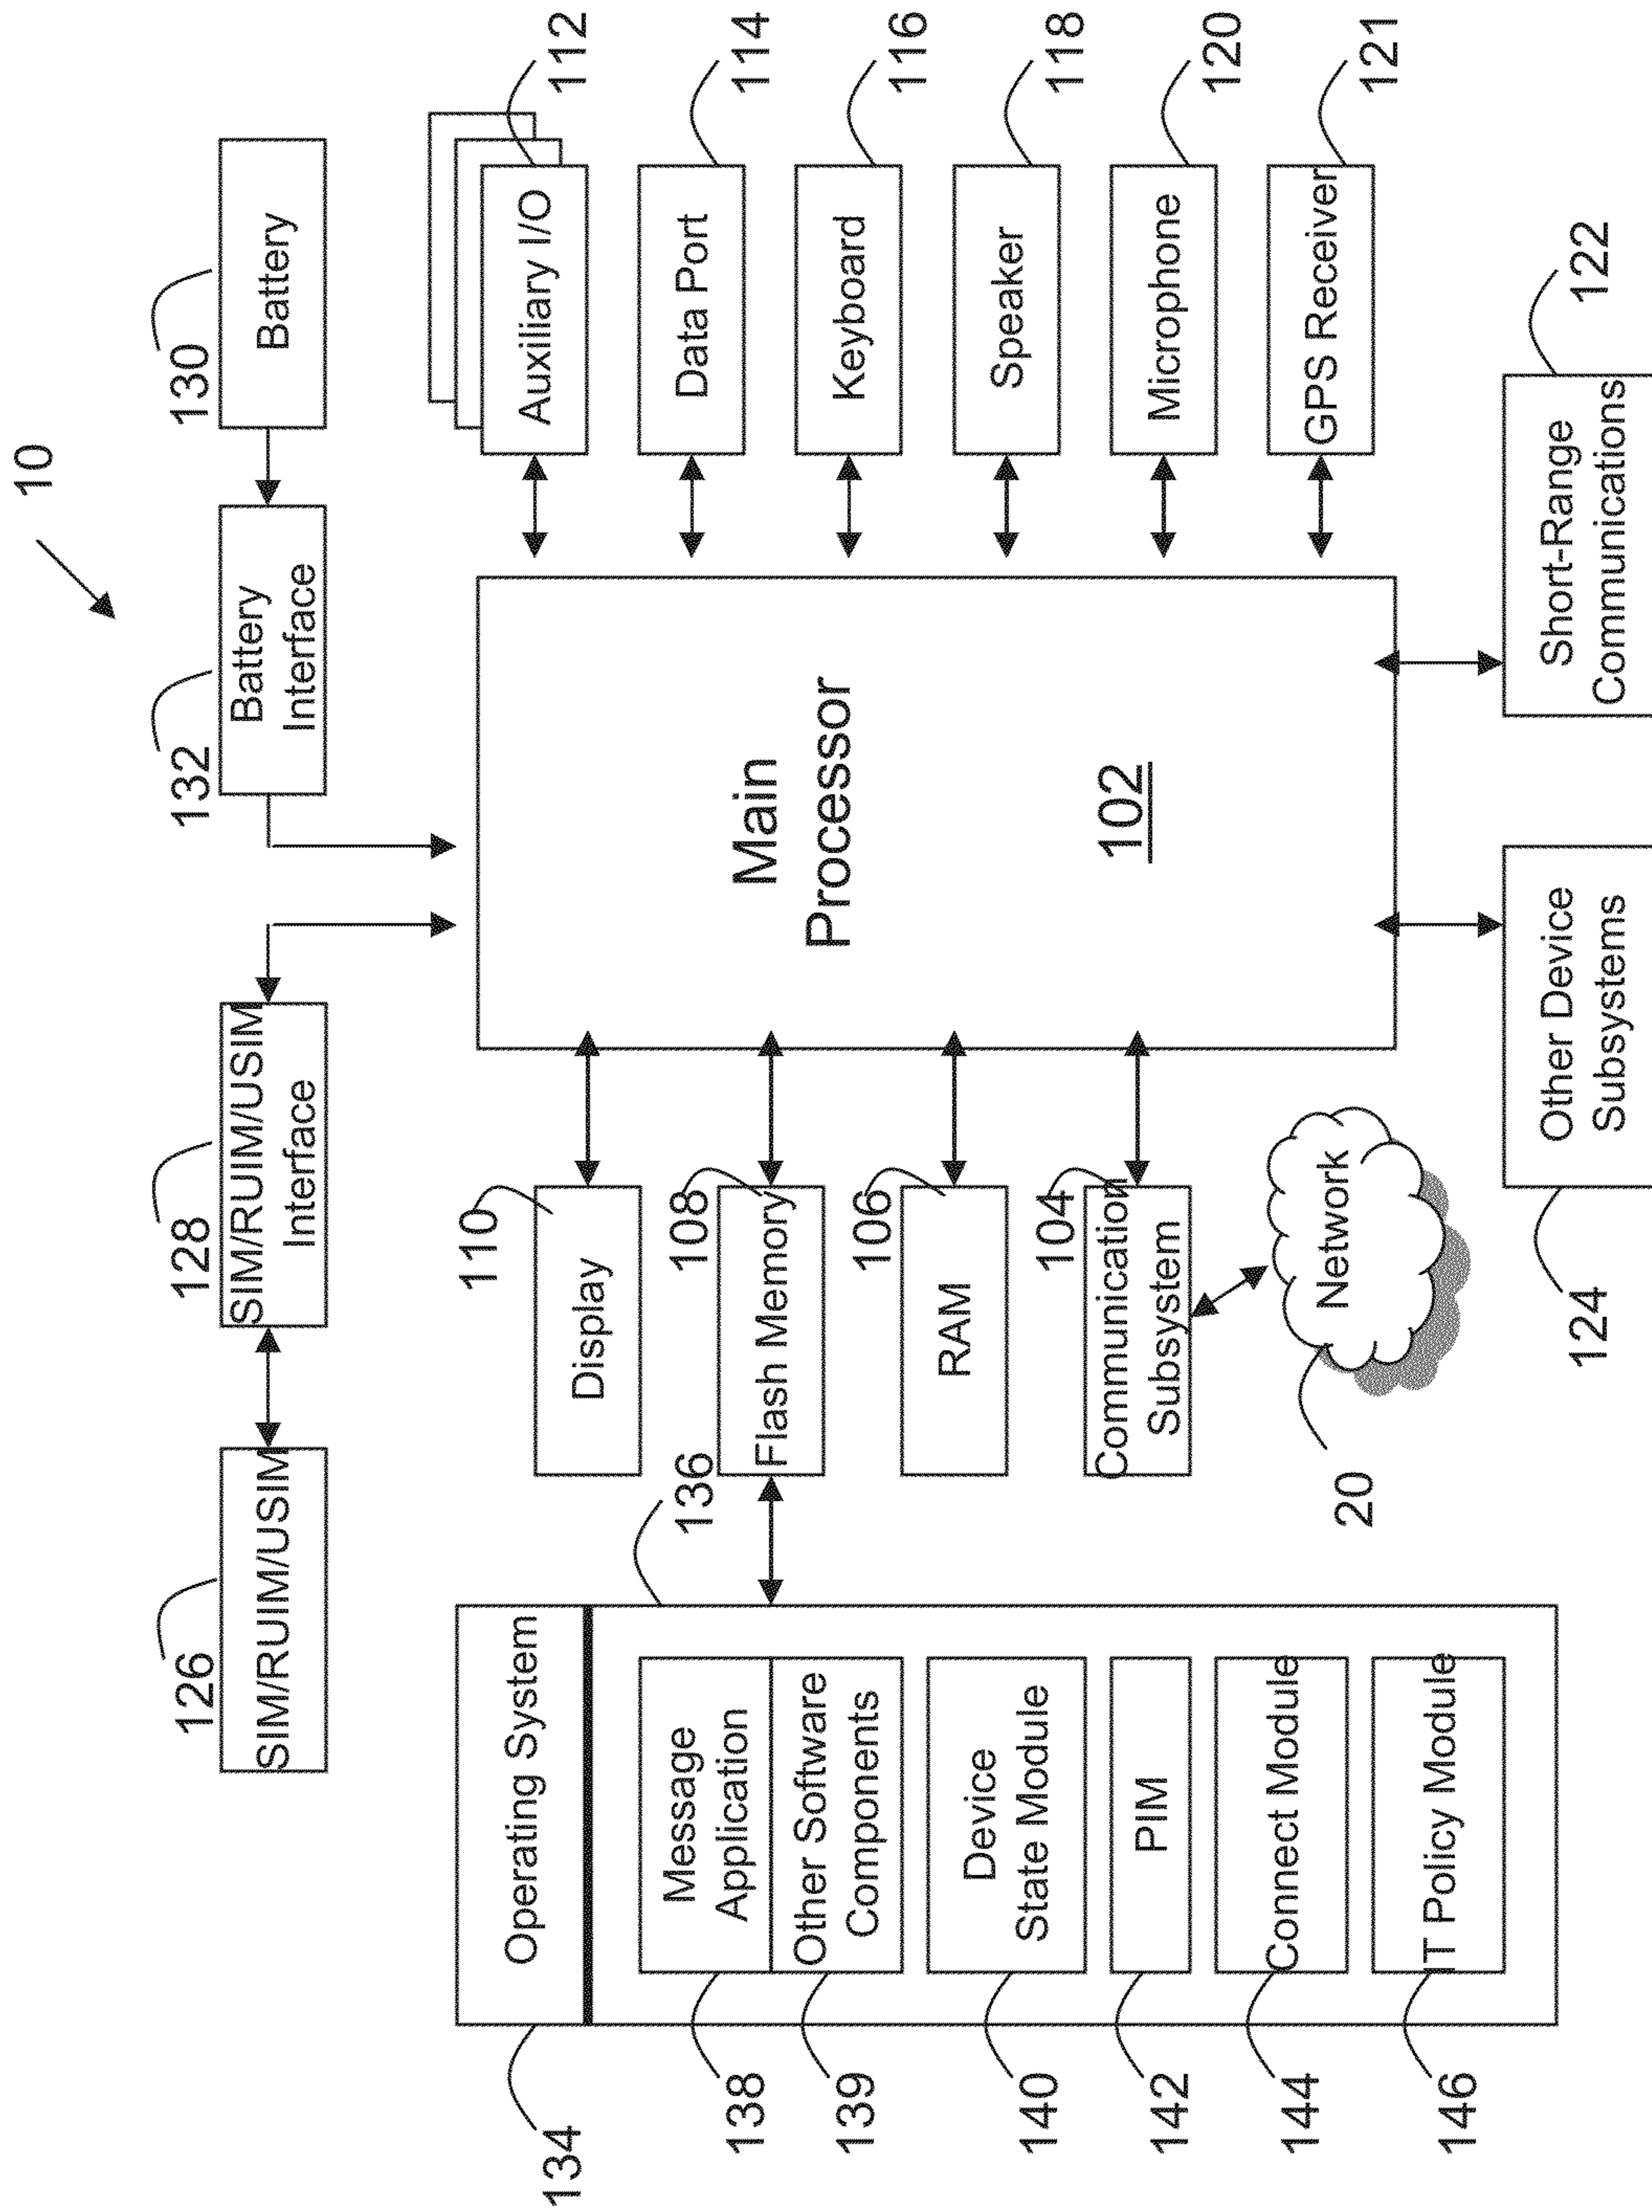 10
126
128
132
130
SIM/RUIM/USIM
SIM/RUIM/USIM
Interface
Battery
Interface
Battery
134
Operating System
136
138
Message
Application
139
Other Software
Components
140
Device
State Module
142
PIM
144
Connect Module
146
IT Policy Module
110
Display
108
Flash Memory
106
RAM
104
Communication
Subsystem
20
Network
Main
Processor
102
Auxiliary I/O
112
Data Port
114
Keyboard
116
Speaker
118
Microphone
120
GPS Receiver
121
Other Device
Subsystems
124
Short-Range
Communications
122